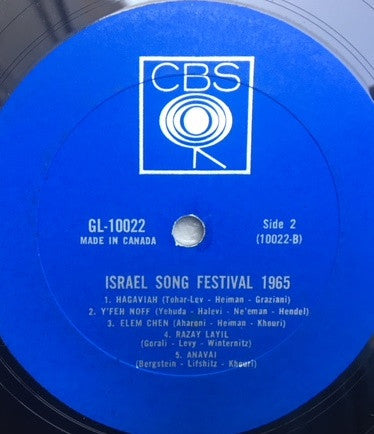 CBS
GL-10022
MADE IN CANADA
Side 2
(10022-B)
ISRAEL SONG FESTIVAL 1965
1. HAGAVIAH (Tohar-Lev - Heiman - Graziani)
2. Y'FEH NOFF (Yehuda - Halevi - Ne'eman - Hendel)
3. ELEM CHEN (Aharoni - Heiman - Khouri)
4. RAZAY LAYIL
(Gorali - Levy - Winternitz)
5. ANAVAI
(Bergstein - Lifshitz - Khouri)